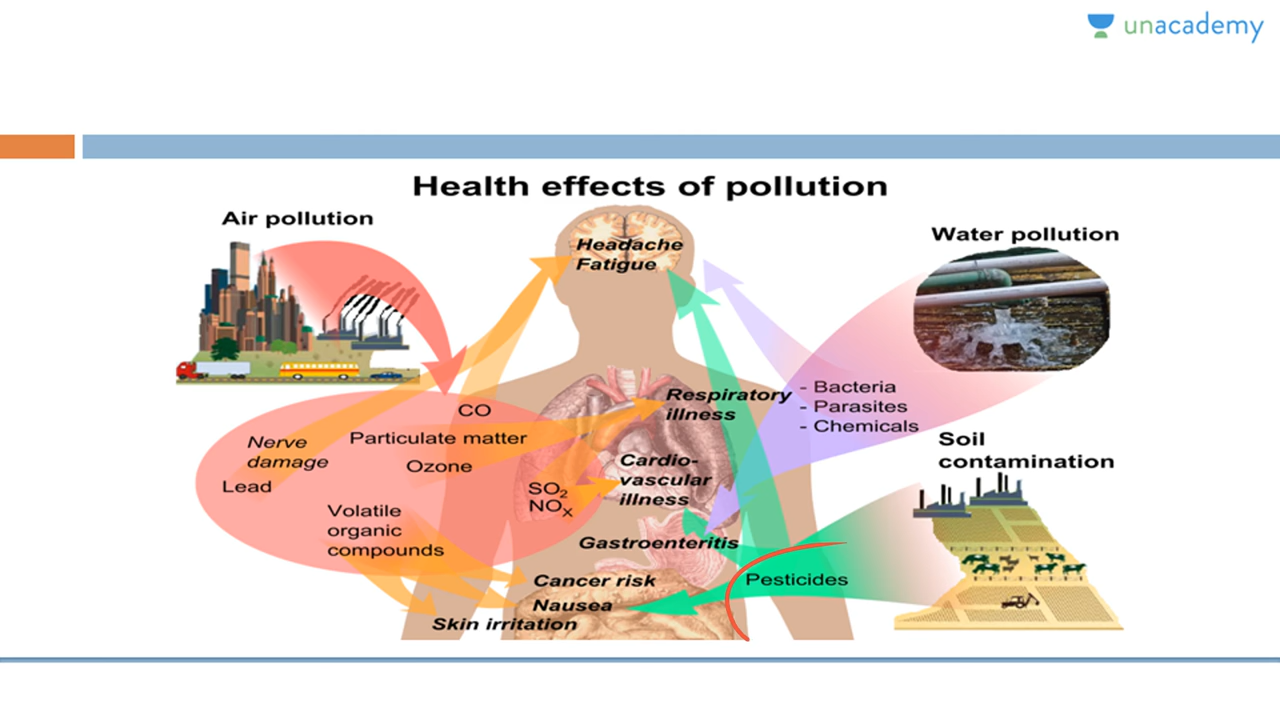 unacademy
Health effects of pollution
Air pollution
Water pollution
Headache
Fatigue
CO
Particulate matter
Ozone
Nerve
damage
Lead
SO₂
NOₓ
Volatile
organic
compounds
Respiratory
illness
Cardio-
vascular
illness
Gastroenteritis
Cancer risk
Nausea
Skin irritation
- Bacteria
- Parasites
- Chemicals
Soil
contamination
Pesticides